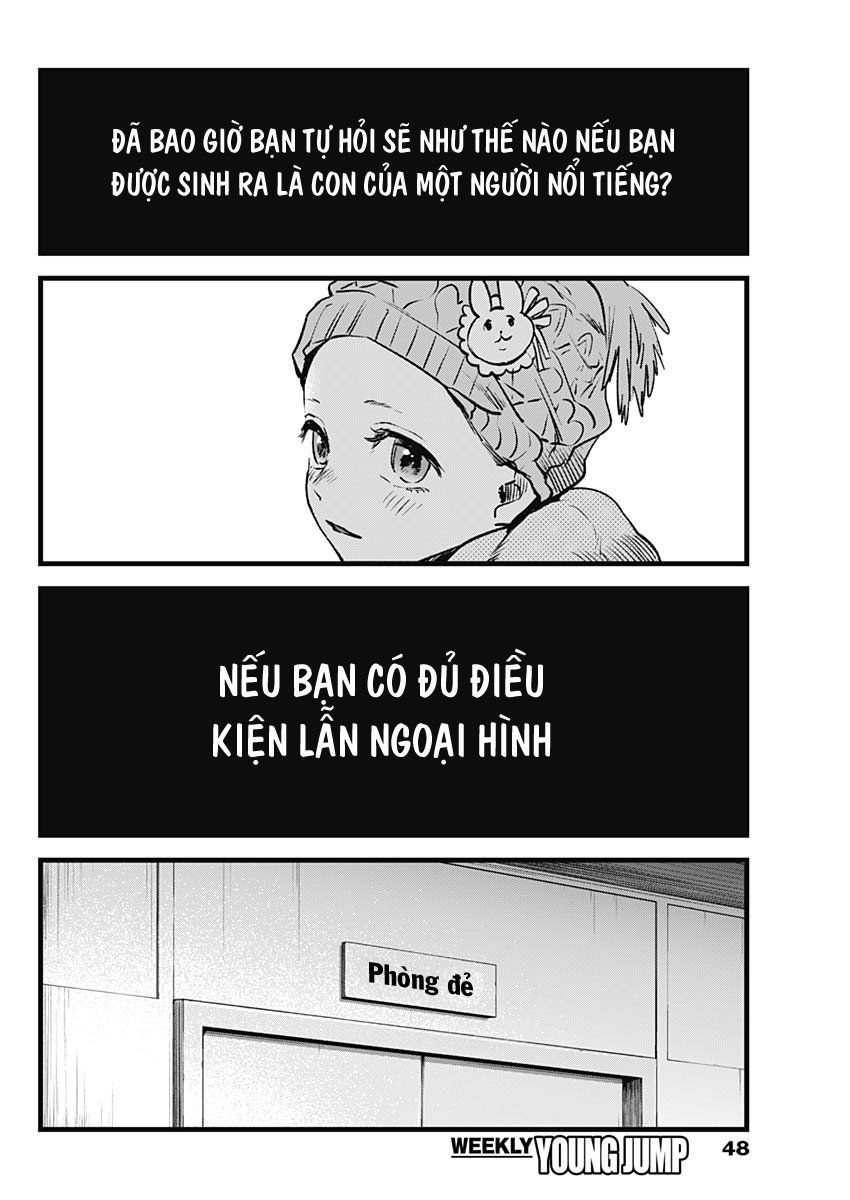 ĐÃ BAO GIỜ BẠN TỰ HỎI SẼ NHƯ THẾ NÀO NẾU BẠN
ĐƯỢC SINH RA LÀ CON CỦA MỘT NGƯỜI NỔI TIẾNG?
NẾU BẠN CÓ ĐỦ ĐIỀU
KIỆN LẪN NGOẠI HÌNH
Phòng đẻ
WEEKLY YOUNG JUMP 48